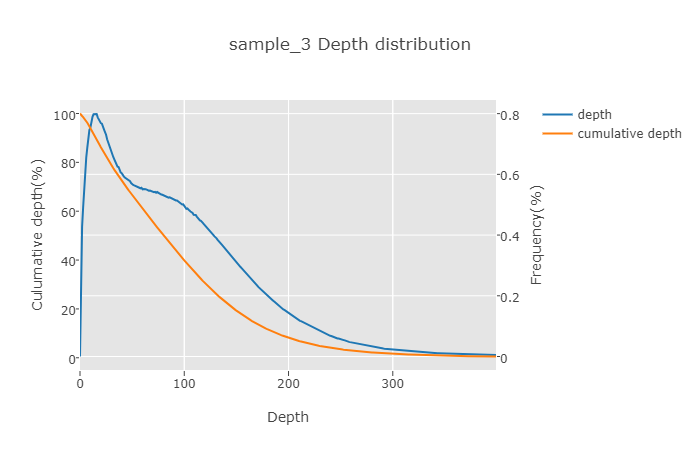 sample_3 Depth distribution
100
80
60
40
20
0
Culumative depth(%)
0.8
0.6
0.4
0.2
0
Frequency(%)
depth
cumulative depth
0
100
200
300
Depth